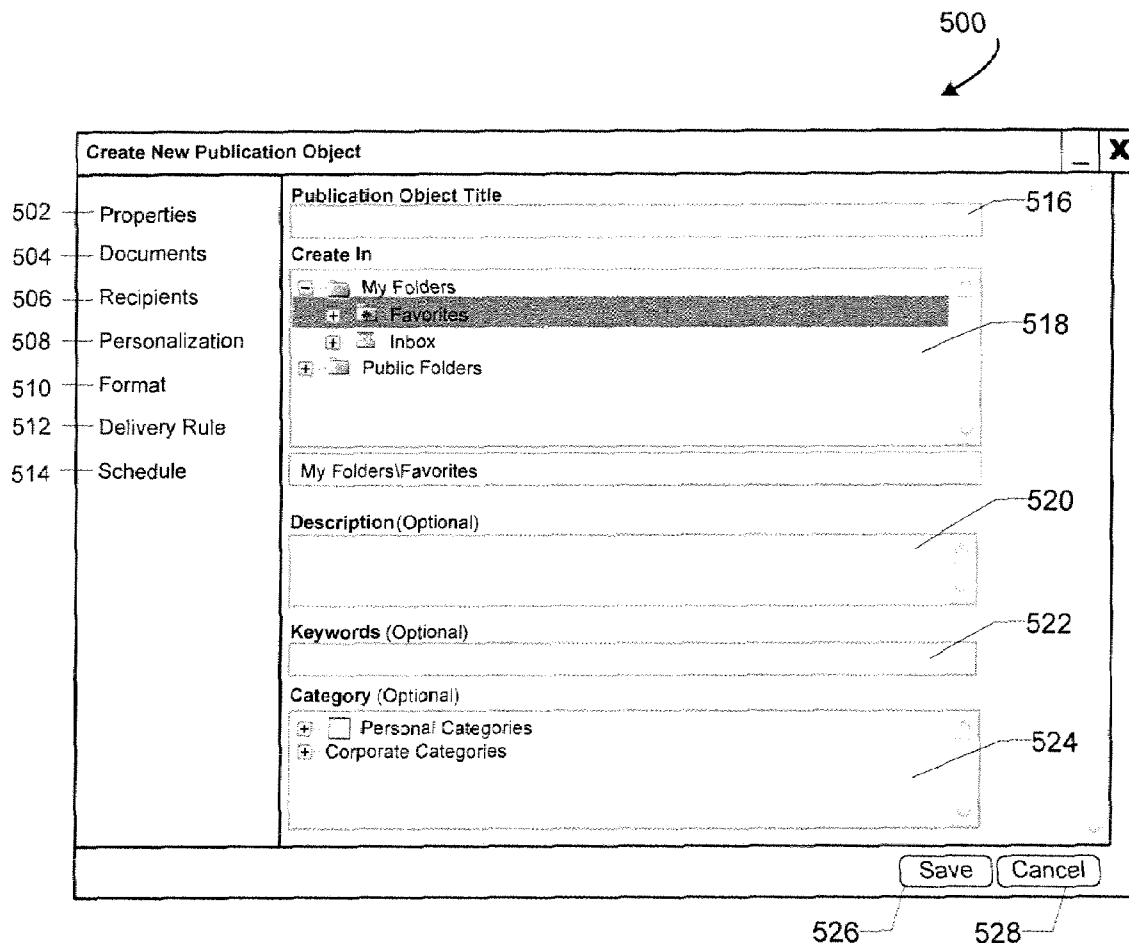 500
Create New Publication Object
_ X
502 Properties
504 Documents
506 Recipients
508 Personalization
510 Format
512 Delivery Rule
514 Schedule
Publication Object Title
516
Create In
My Folders
Favorites
Inbox
Public Folders
518
My Folders\Favorites
520
Description (Optional)
Keywords (Optional)
522
Category (Optional)
Personal Categories
Corporate Categories
524
Save Cancel
526 528